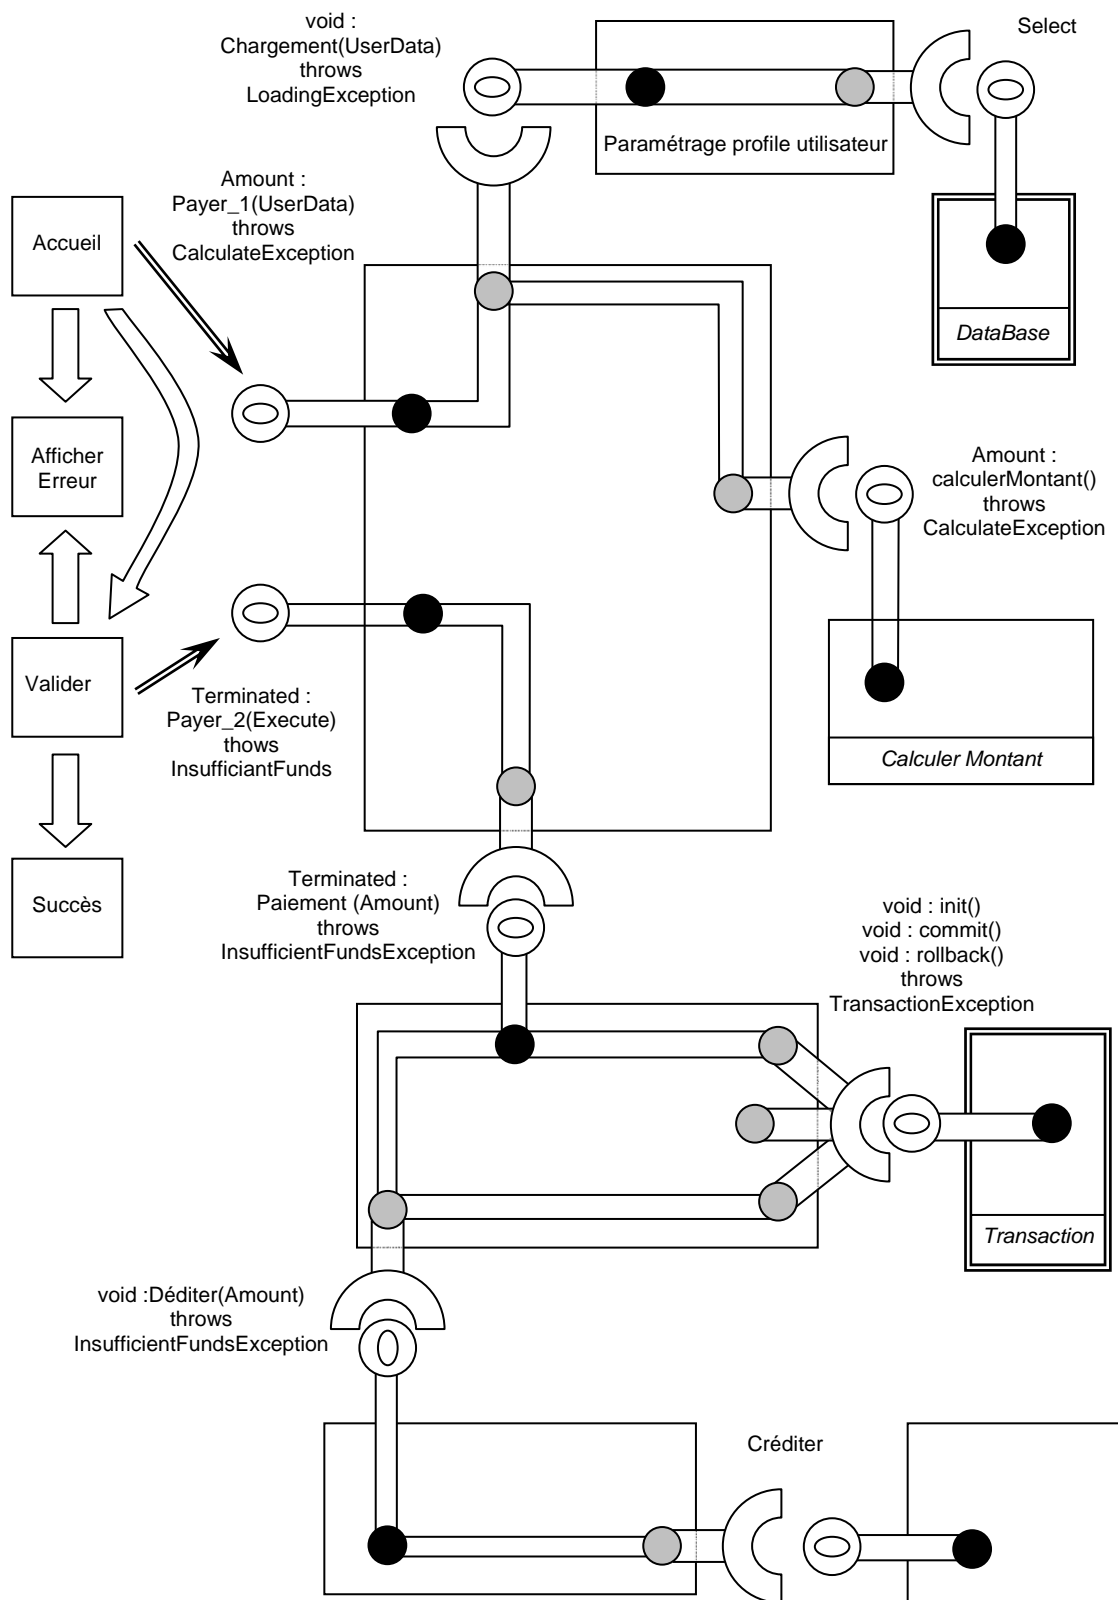 void :
Chargement(UserData)
throws
LoadingException
Select
Paramétrage profile utilisateur
Amount :
Payer_1(UserData)
throws
CalculateException
Accueil
DataBase
Afficher
Erreur
Amount :
calculerMontant()
throws
CalculateException
Valider
Terminated :
Payer_2(Execute)
thows
InsufficiantFunds
Calculer Montant
Succès
Terminated :
Paiement (Amount)
throws
InsufficientFundsException
void : init()
void : commit()
void : rollback()
throws
TransactionException
Transaction
void :Déditer(Amount)
throws
InsufficientFundsException
Créditer